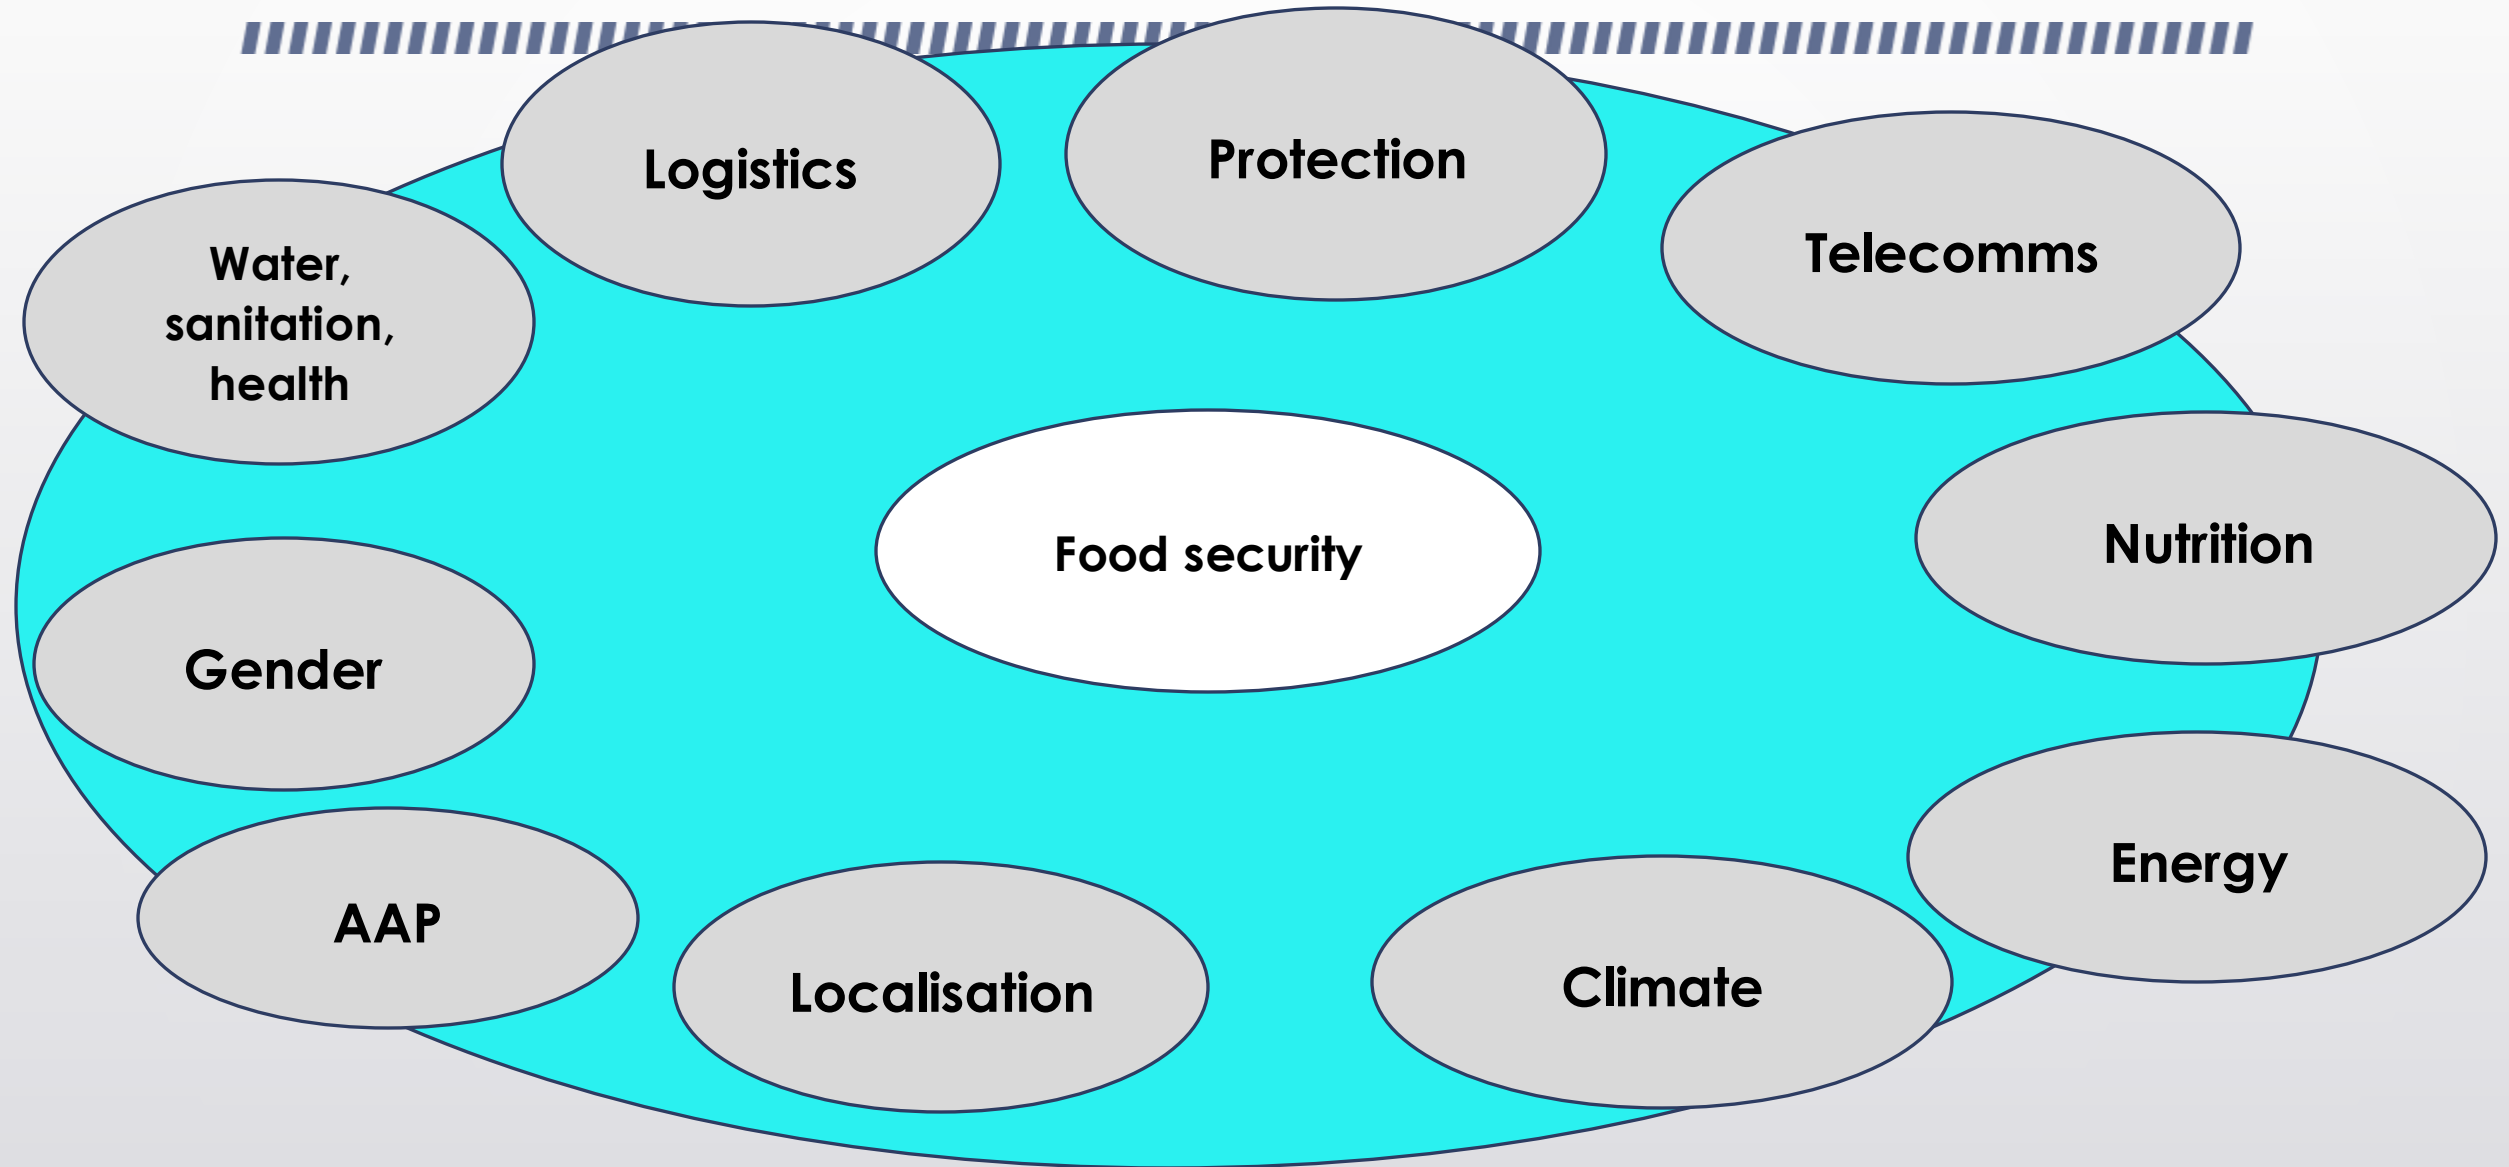 Logistics
Protection
Telecomms
Water,
sanitation,
health
Food security
Nutrition
Gender
Energy
AAP
Localisation
Climate